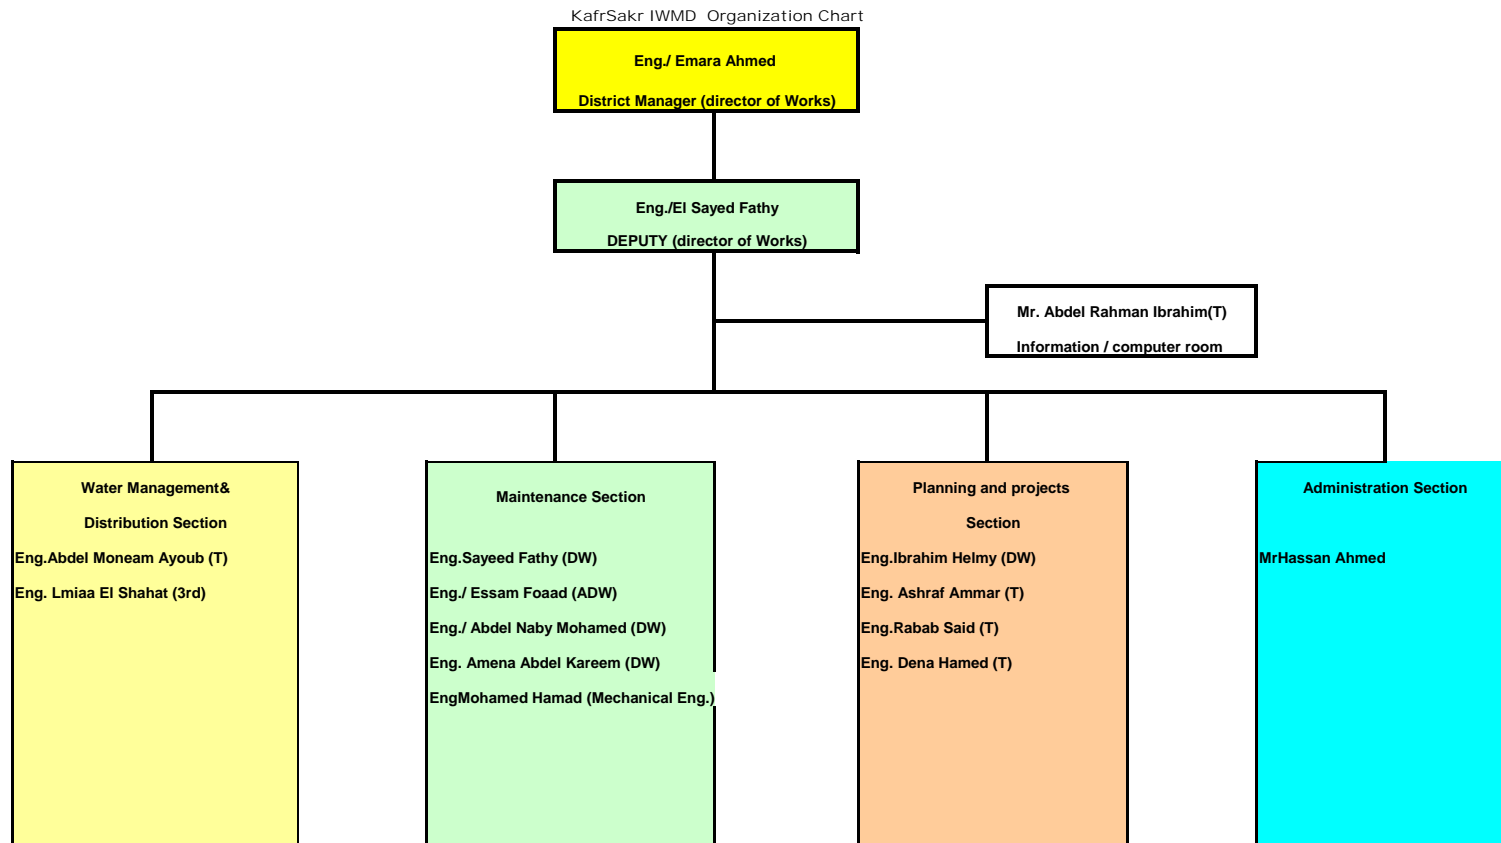 KafrSakr IWMD Organization Chart
Eng./ Emara Ahmed
District Manager (director of Works)
Eng./El Sayed Fathy
DEPUTY (director of Works)
Mr. Abdel Rahman Ibrahim(T)
Information / computer room
Water Management&
Distribution Section
Eng.Abdel Moneam Ayoub (T)
Eng. Lmiaa El Shahat (3rd)
Maintenance Section
Eng.Sayeed Fathy (DW)
Eng./ Essam Foaad (ADW)
Eng./ Abdel Naby Mohamed (DW)
Eng. Amena Abdel Kareem (DW)
EngMohamed Hamad (Mechanical Eng.)
Planning and projects
Section
Eng.Ibrahim Helmy (DW)
Eng. Ashraf Ammar (T)
Eng.Rabab Said (T)
Eng. Dena Hamed (T)
Administration Section
MrHassan Ahmed